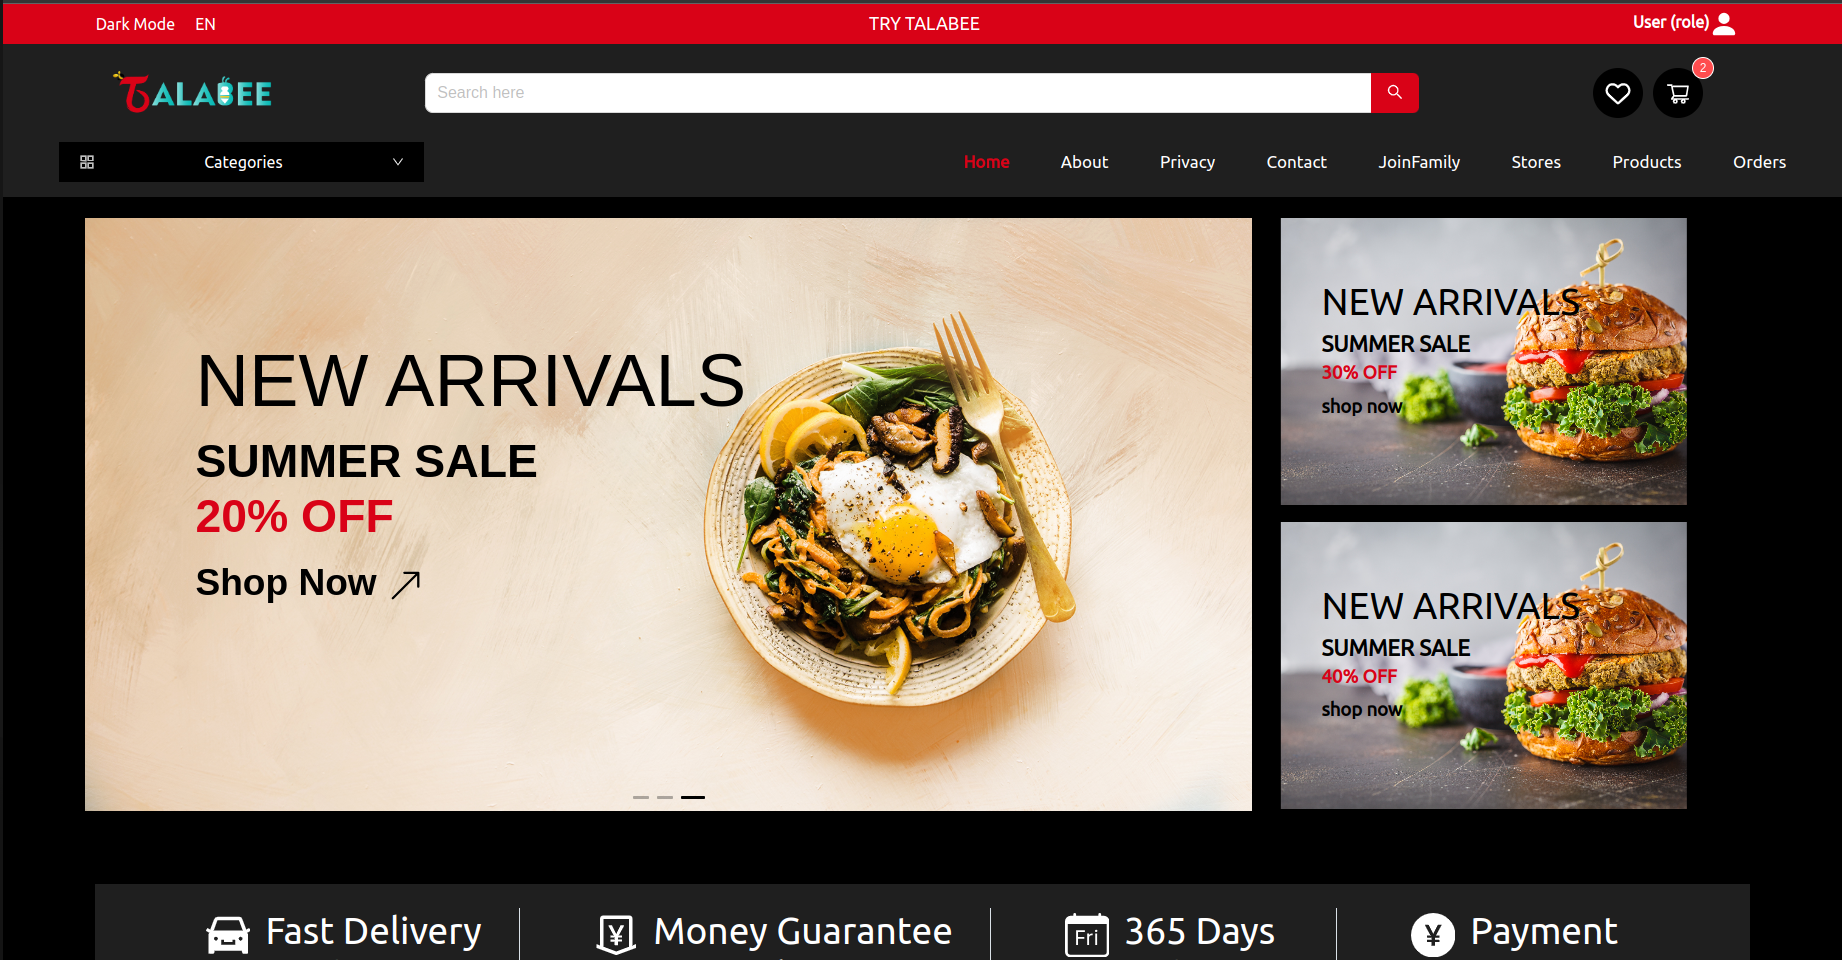 Dark Mode EN
TRY TALABEE
User (role)
TALABEE
Search here
2
Categories
Home About Privacy Contact JoinFamily Stores Products Orders
NEW ARRIVALS
SUMMER SALE
20% OFF
Shop Now
NEW ARRIVALS
SUMMER SALE
30% OFF
shop now
NEW ARRIVALS
SUMMER SALE
40% OFF
shop now
Fast Delivery
¥ Money Guarantee
Fri 365 Days
¥ Payment